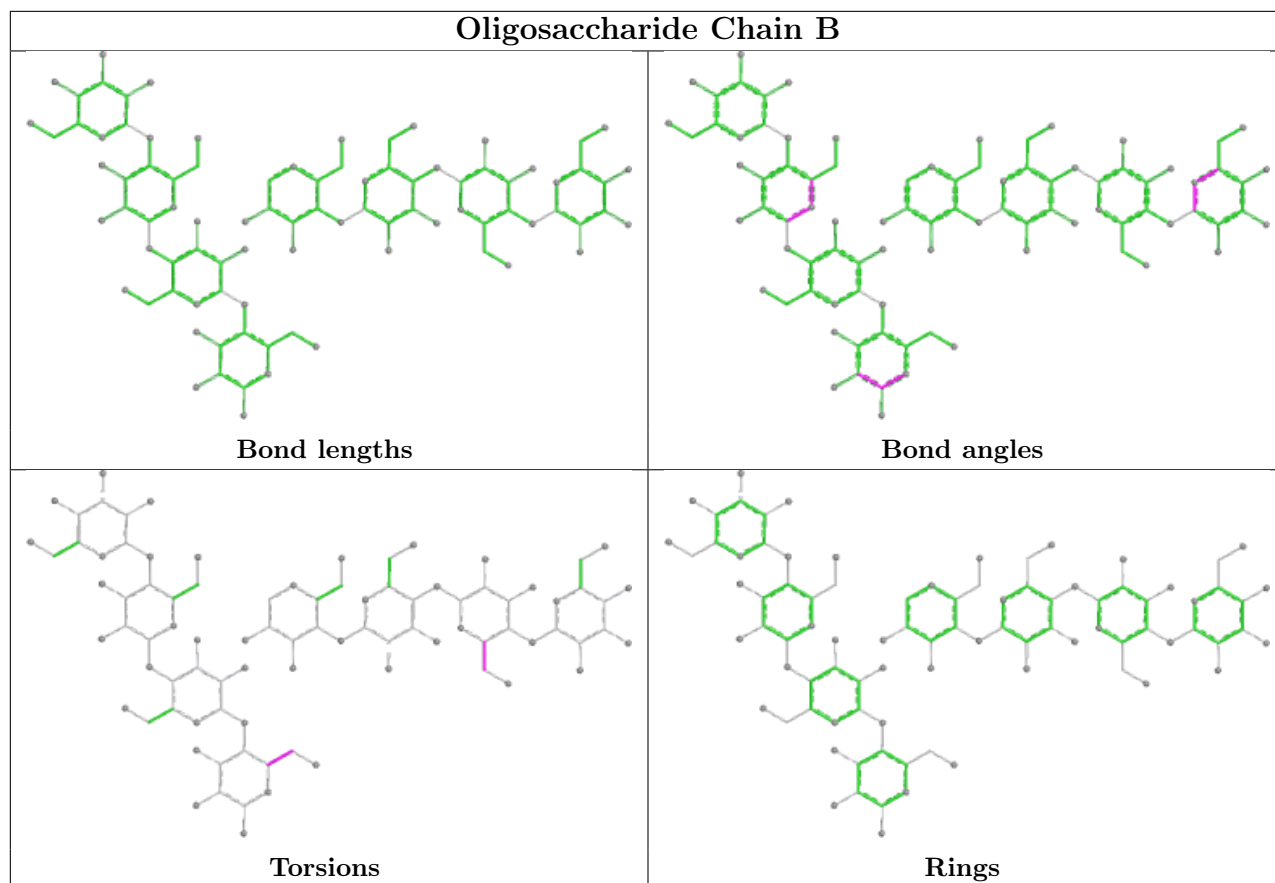 Oligosaccharide Chain B
Bond lengths
Bond angles
Torsions
Rings